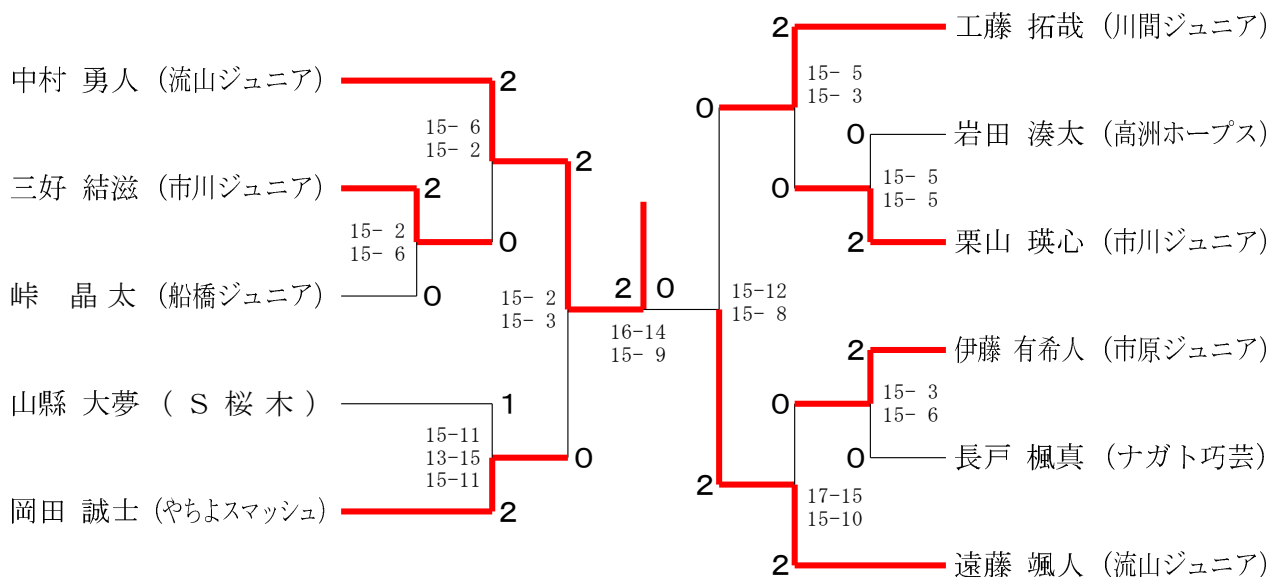 中村 勇人 (流山ジュニア) 2
15- 6
15- 2
2
三好 結滋 (市川ジュニア) 2
15- 2
15- 6
0
峠 晶太 (船橋ジュニア) 0
15- 2
15- 3
山縣 大夢 ( S 桜 木 ) 1
15-11
13-15
15-11
0
岡田 誠士 (やちよスマッシュ) 2
2 0
16-14
15- 9
2 工藤 拓哉 (川間ジュニア)
15- 5
15- 3
0
0 岩田 湊太 (高洲ホープス)
0
15- 5
15- 5
2 栗山 瑛心 (市川ジュニア)
15-12
15- 8
2 伊藤 有希人 (市原ジュニア)
15- 3
15- 6
0
0 長戸 楓真 (ナガト巧芸)
2
17-15
15-10
2 遠藤 颯人 (流山ジュニア)